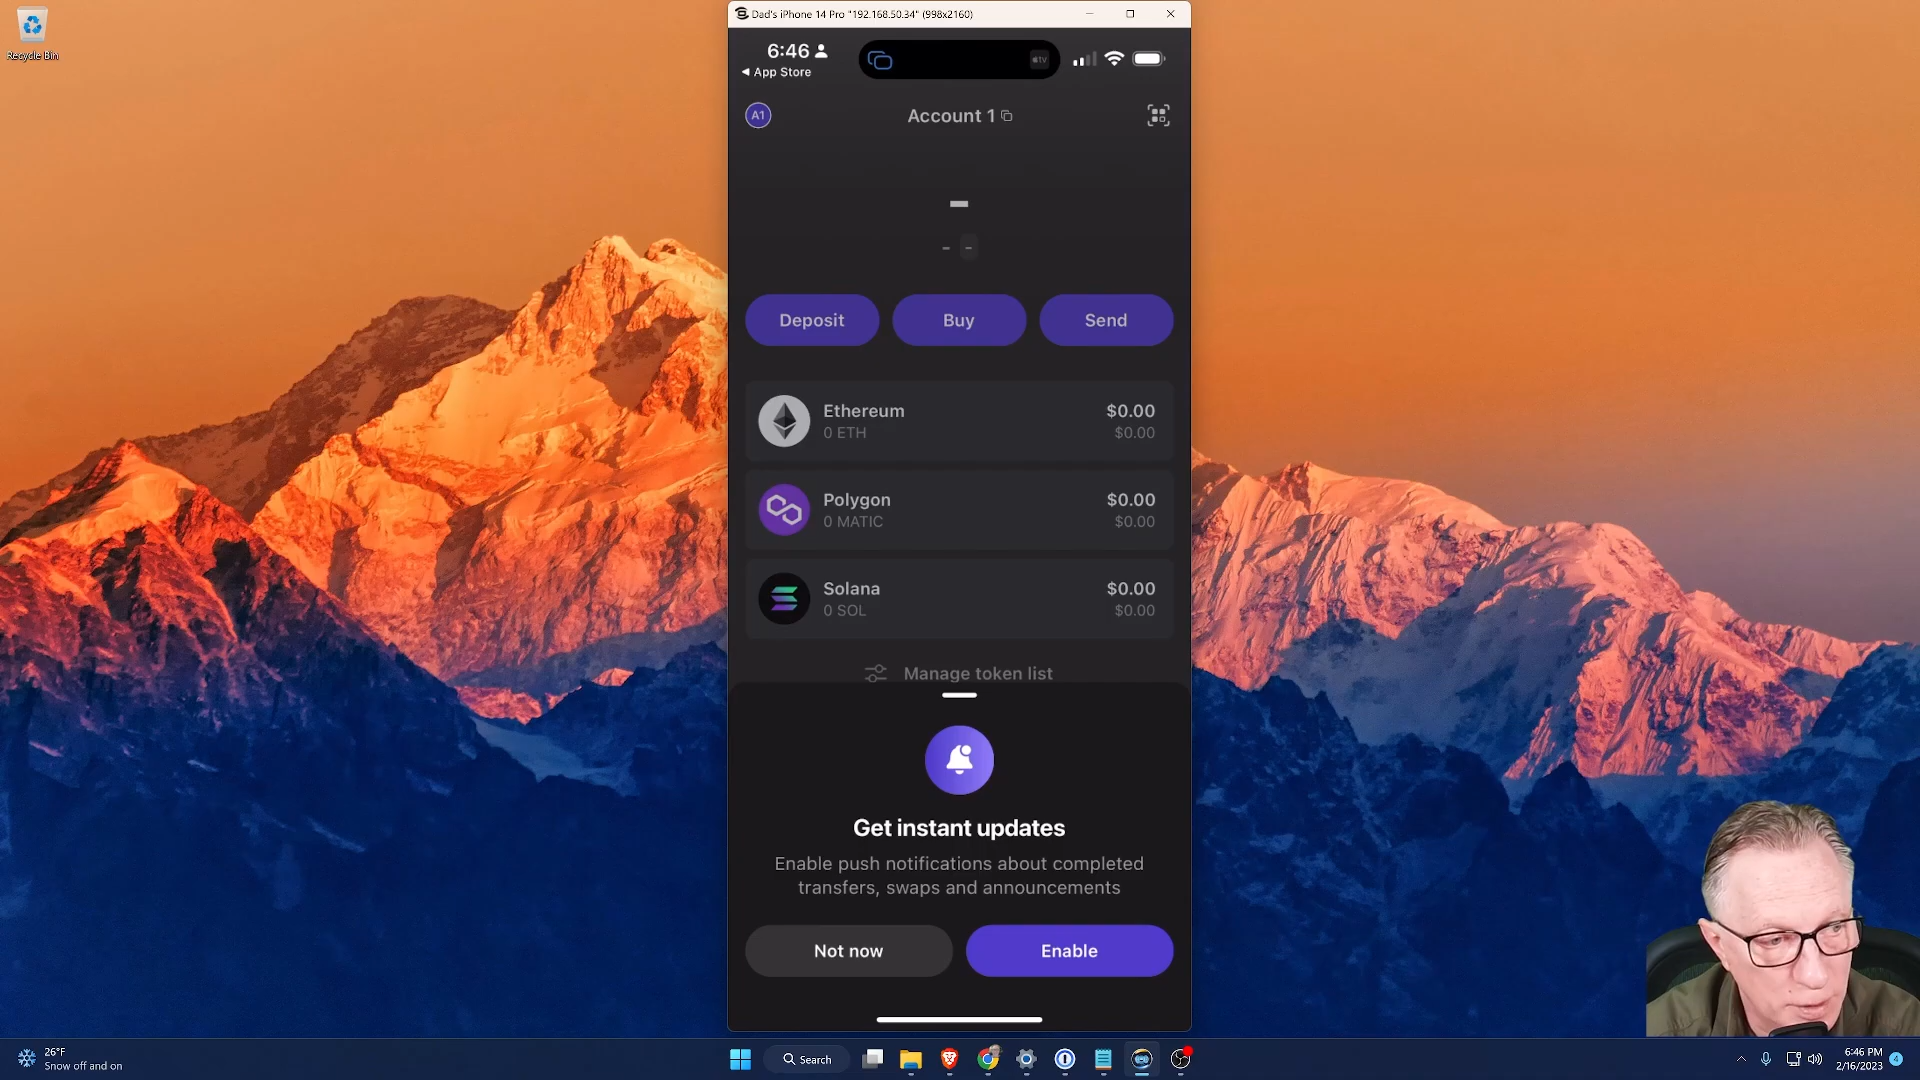 Recycle Bin
Dad's iPhone 14 Pro "192.168.50.34" (998x2160)
6:46
App Store
tv
A1
Account 1
-
- -
Deposit
Buy
Send
Ethereum
$0.00
0 ETH
$0.00
Polygon
$0.00
0 MATIC
$0.00
Solana
$0.00
0 SOL
$0.00
Manage token list
Get instant updates
Enable push notifications about completed
transfers, swaps and announcements
Not now
Enable
26°F
Snow off and on
Search
6:46 PM
2/16/2023
4